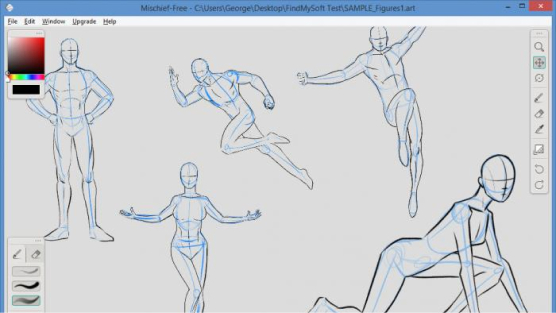 Mischief-Free - C:\Users\George\Desktop\FindMySoft Test\SAMPLE_Figures1.art
File Edit Window Upgrade Help